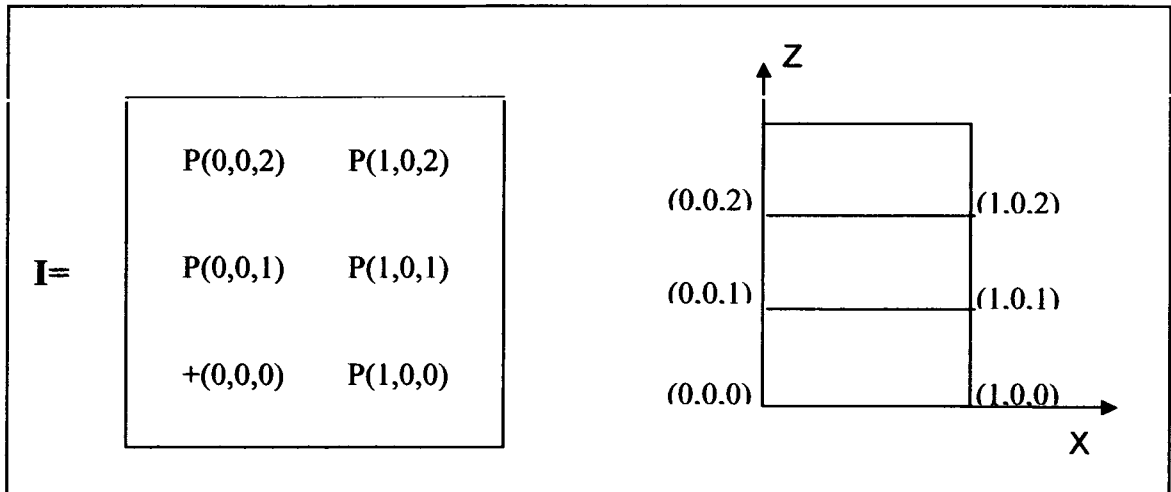 I=
P(0,0,2) P(1,0,2)
P(0,0,1) P(1,0,1)
+(0,0,0) P(1,0,0)
Z
(0.0.2) (1.0.2)
(0.0.1) (1.0.1)
(0.0.0) (1.0.0)
X